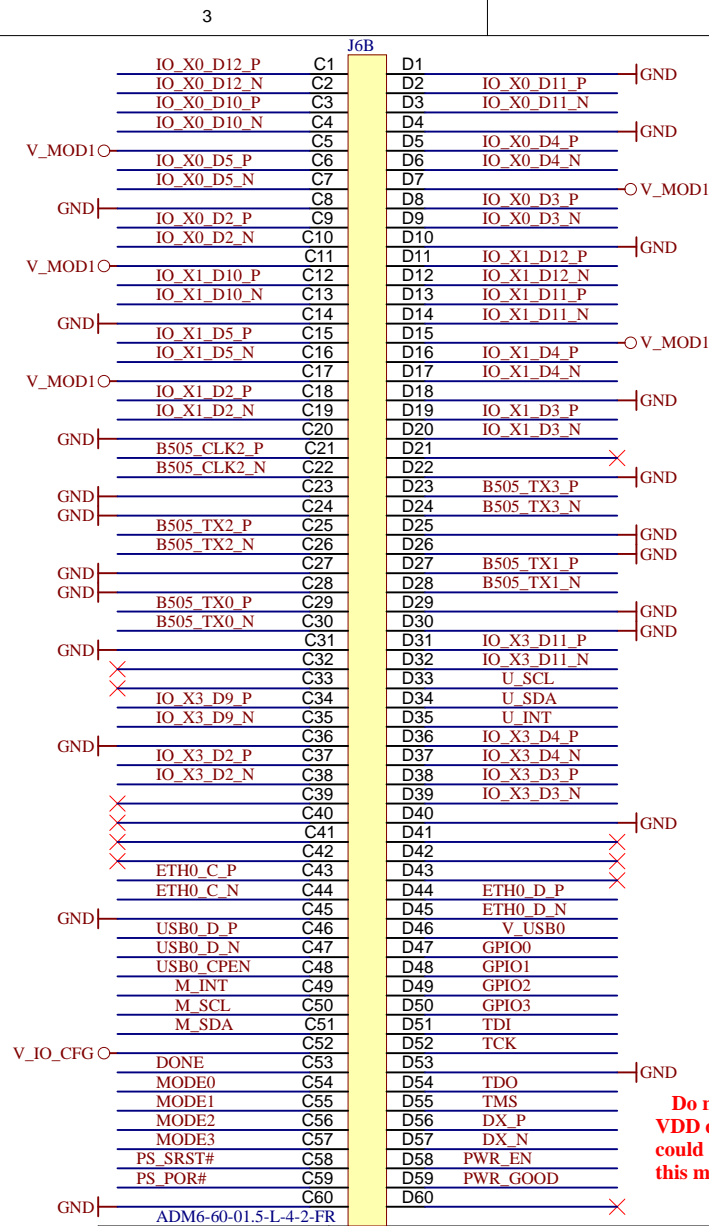 3
J6B
IO_X0_D12_P C1 D1 GND
IO_X0_D12_N C2 D2 IO_X0_D11_P
IO_X0_D10_P C3 D3 IO_X0_D11_N
IO_X0_D10_N C4 D4 GND
V_MOD1 C5 D5 IO_X0_D4_P
IO_X0_D5_P C6 D6 IO_X0_D4_N
IO_X0_D5_N C7 D7 V_MOD1
GND C8 D8 IO_X0_D3_P
IO_X0_D2_P C9 D9 IO_X0_D3_N
IO_X0_D2_N C10 D10 GND
V_MOD1 C11 D11 IO_X1_D12_P
IO_X1_D10_P C12 D12 IO_X1_D12_N
IO_X1_D10_N C13 D13 IO_X1_D11_P
GND C14 D14 IO_X1_D11_N
IO_X1_D5_P C15 D15 V_MOD1
IO_X1_D5_N C16 D16 IO_X1_D4_P
V_MOD1 C17 D17 IO_X1_D4_N
IO_X1_D2_P C18 D18 GND
IO_X1_D2_N C19 D19 IO_X1_D3_P
GND C20 D20 IO_X1_D3_N
B505_CLK2_P C21 D21
B505_CLK2_N C22 D22 GND
GND C23 D23 B505_TX3_P
GND C24 D24 B505_TX3_N
B505_TX2_P C25 D25 GND
B505_TX2_N C26 D26 GND
GND C27 D27 B505_TX1_P
GND C28 D28 B505_TX1_N
B505_TX0_P C29 D29 GND
B505_TX0_N C30 D30 GND
GND C31 D31 IO_X3_D11_P
C32 D32 IO_X3_D11_N
C33 D33 U_SCL
IO_X3_D9_P C34 D34 U_SDA
IO_X3_D9_N C35 D35 U_INT
GND C36 D36 IO_X3_D4_P
IO_X3_D2_P C37 D37 IO_X3_D4_N
IO_X3_D2_N C38 D38 IO_X3_D3_P
C39 D39 IO_X3_D3_N
C40 D40 GND
C41 D41
C42 D42
ETH0_C_P C43 D43
ETH0_C_N C44 D44 ETH0_D_P
GND C45 D45 ETH0_D_N
USB0_D_P C46 D46 V_USB0
USB0_D_N C47 D47 GPIO0
USB0_CPEN C48 D48 GPIO1
M_INT C49 D49 GPIO2
M_SCL C50 D50 GPIO3
M_SDA C51 D51 TDI
V_IO_CFG C52 D52 TCK
DONE C53 D53 GND
MODE0 C54 D54 TDO
MODE1 C55 D55 TMS
MODE2 C56 D56 DX_P
MODE3 C57 D57 DX_N
PS_SRST# C58 D58 PWR_EN
PS_POR# C59 D59 PWR_GOOD
GND C60 D60
ADM6-60-01.5-L-4-2-FR
Do
VDD
could
this